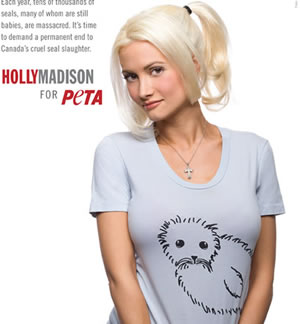 Each year, tens of thousands of
seals, many of whom are still
babies, are massacred. It's time
to demand a permanent end to
Canada's cruel seal slaughter.
HOLLYMADISON
FOR PETA